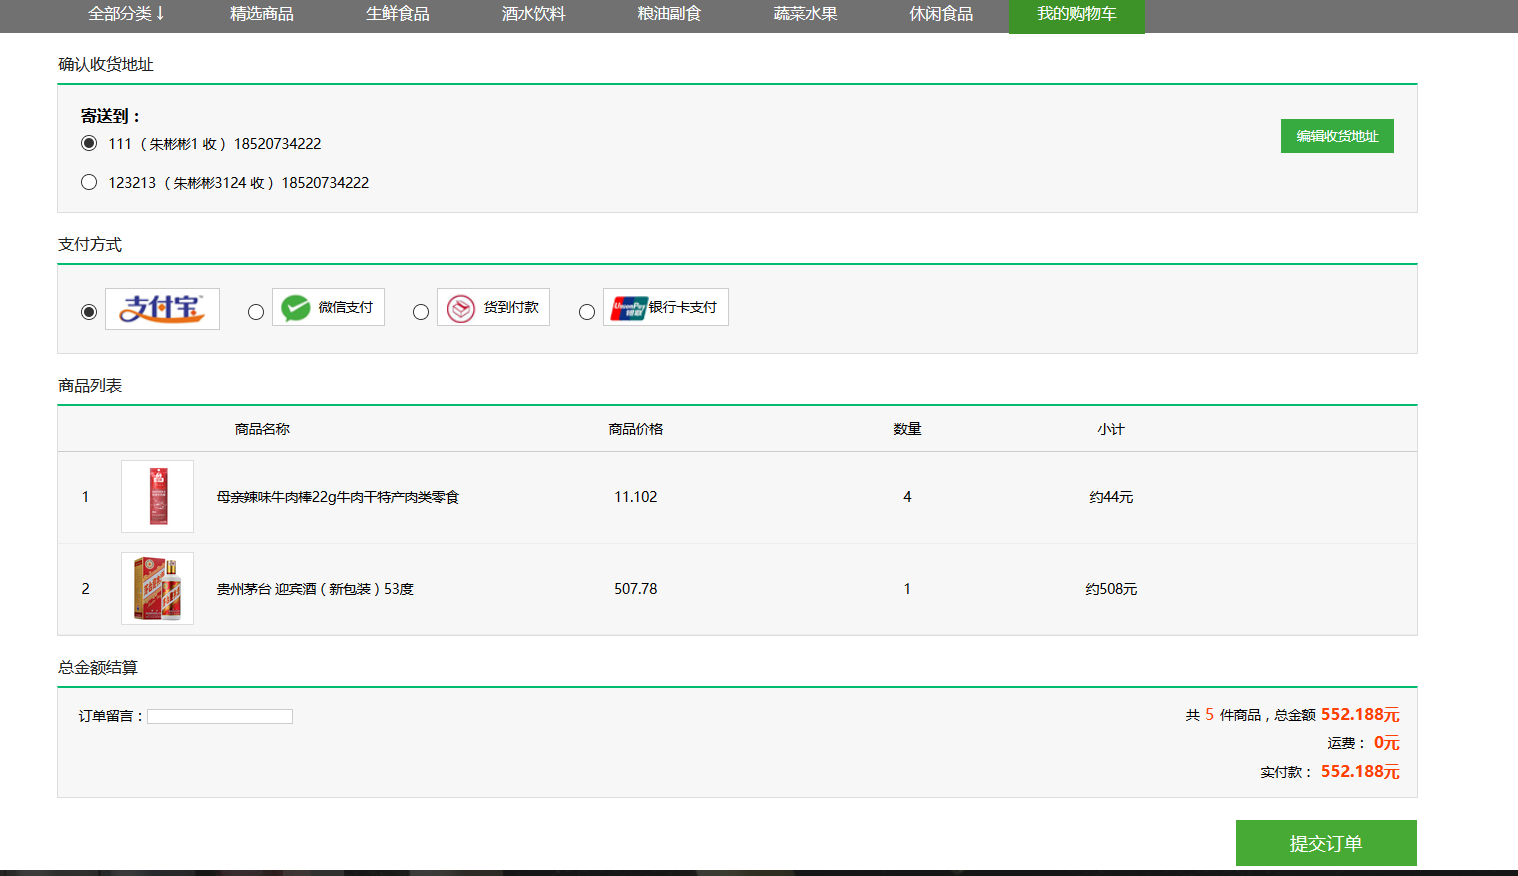 全部分类↓ 精选商品 生鲜食品 酒水饮料 粮油副食 蔬菜水果 休闲食品 我的购物车
确认收货地址
寄送到：
111 （朱彬彬1 收） 18520734222
编辑收货地址
123213 （朱彬彬3124 收） 18520734222
支付方式
支付宝 微信支付 货到付款 UnionPay 银联 银行卡支付
商品列表
商品名称 商品价格 数量 小计
1 母亲辣味牛肉棒22g牛肉干特产肉类零食 11.102 4 约44元
2 贵州茅台 迎宾酒（新包装）53度 507.78 1 约508元
总金额结算
订单留言：
共 5 件商品，总金额 552.188元
运费： 0元
实付款： 552.188元
提交订单